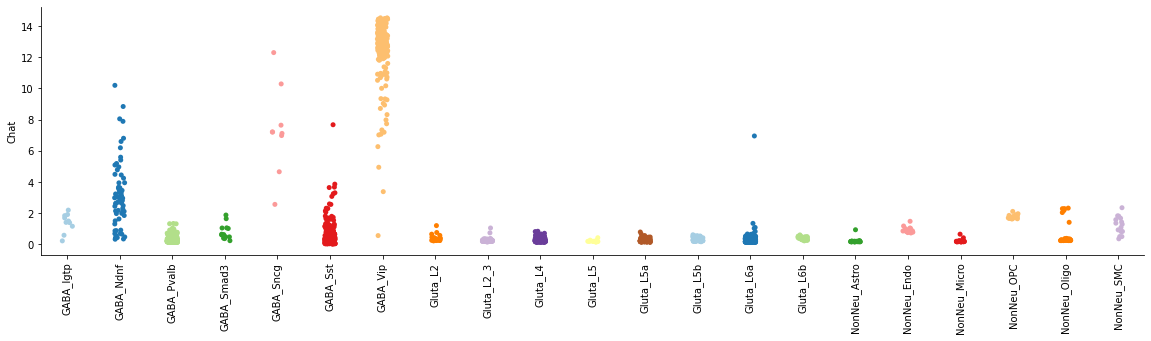 14
12
10
8
6
4
2
0
Chat
GABA_Igtp
GABA_Ndnf
GABA_Pvalb
GABA_Smad3
GABA_Sncg
GABA_Sst
GABA_Vip
Gluta_L2
Gluta_L2_3
Gluta_L4
Gluta_L5
Gluta_L5a
Gluta_L5b
Gluta_L6a
Gluta_L6b
NonNeu_Astro
NonNeu_Endo
NonNeu_Micro
NonNeu_OPC
NonNeu_Oligo
NonNeu_SMC